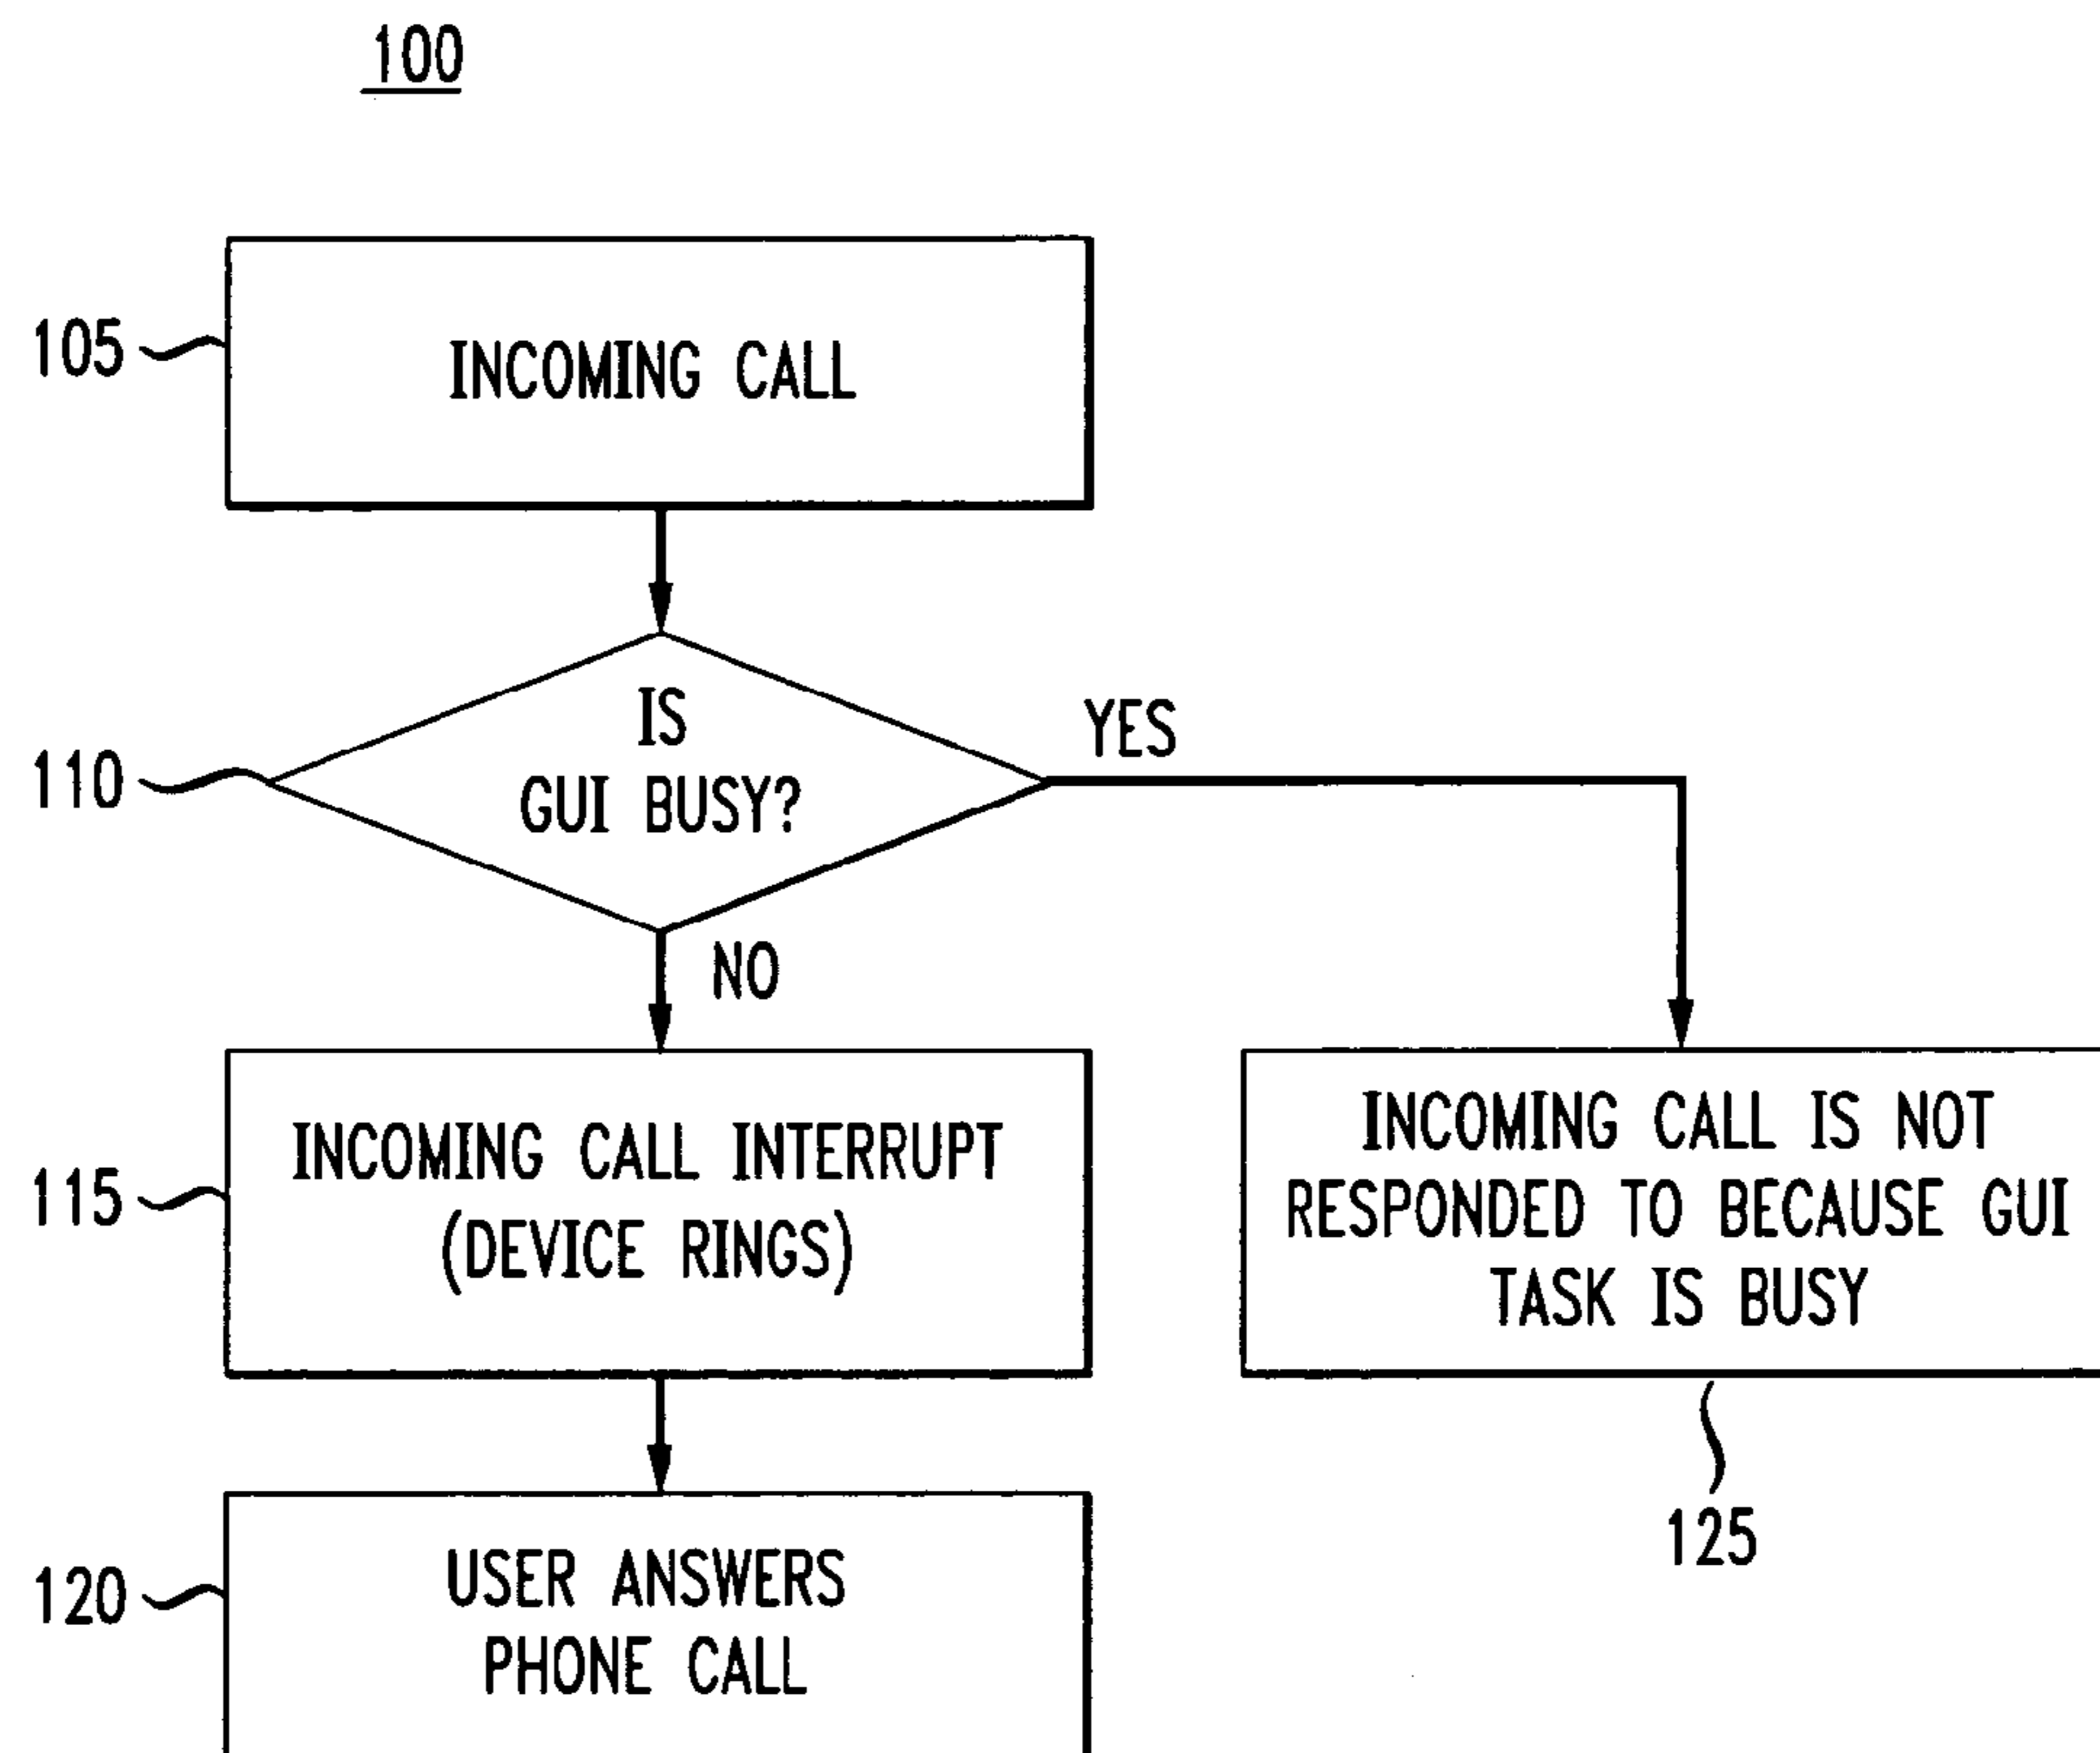 100
105
INCOMING CALL
110
IS
GUI BUSY?
YES
NO
115
INCOMING CALL INTERRUPT
(DEVICE RINGS)
INCOMING CALL IS NOT
RESPONDED TO BECAUSE GUI
TASK IS BUSY
125
120
USER ANSWERS
PHONE CALL